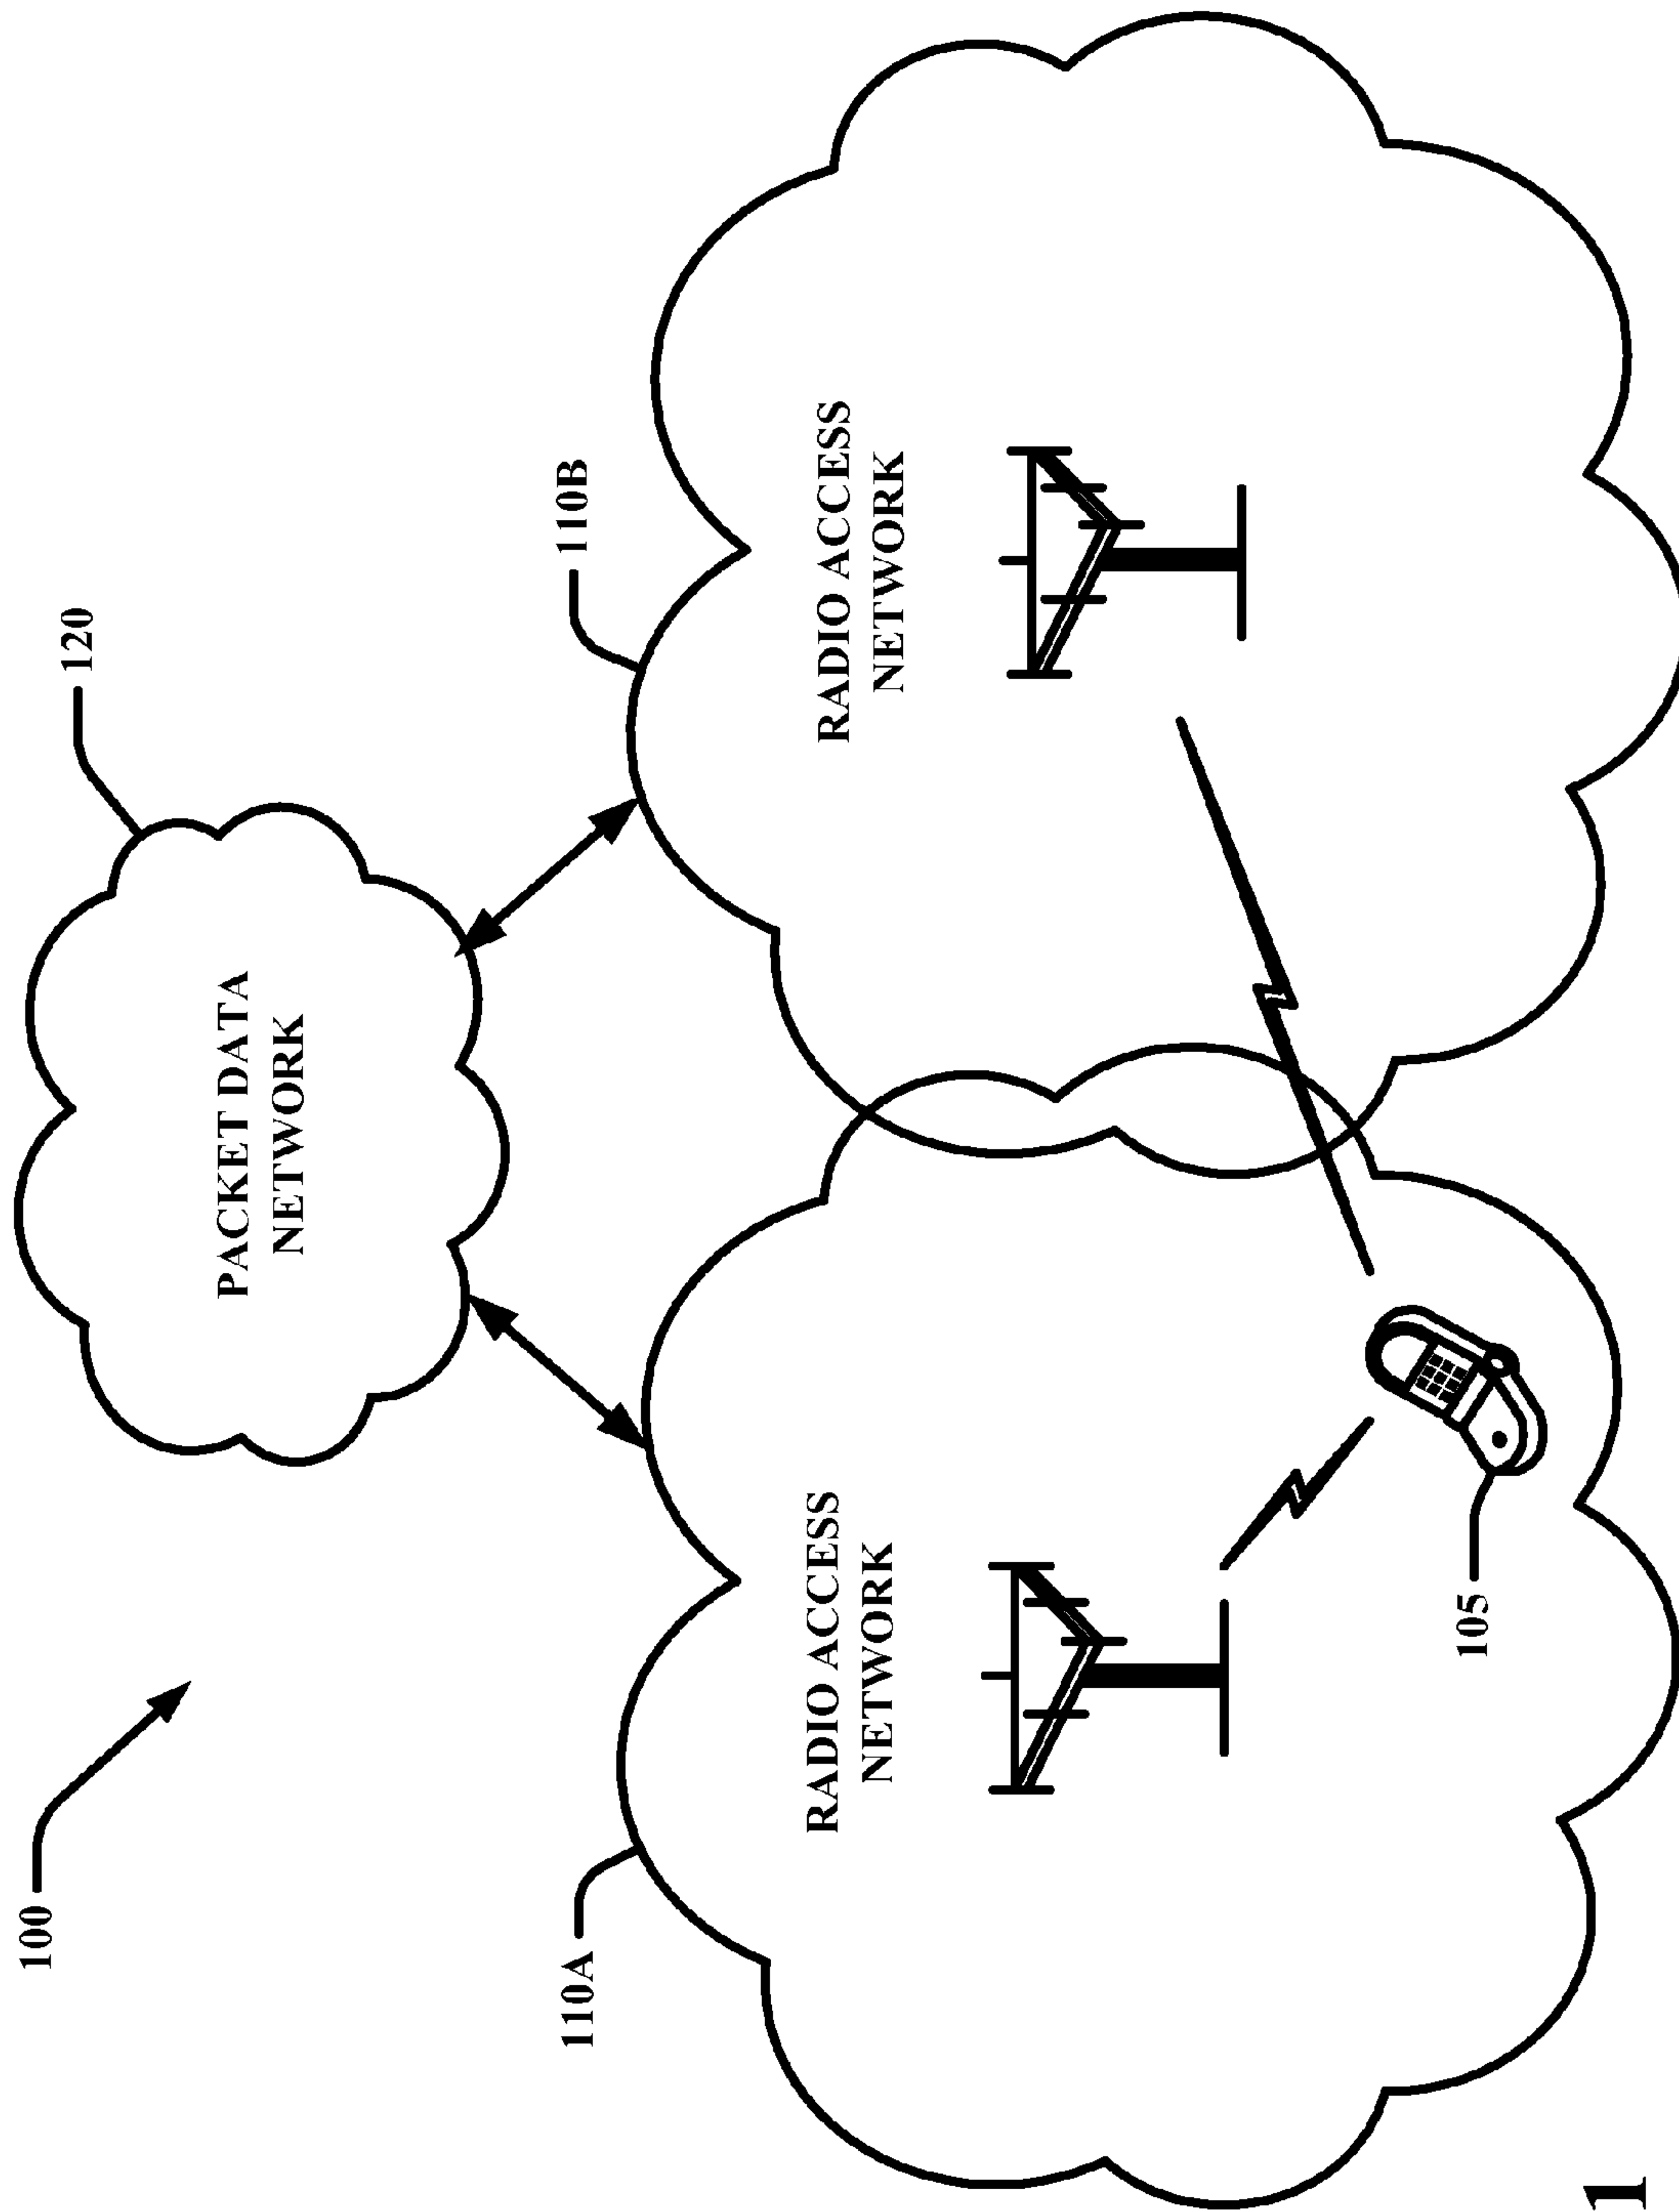 100
120
PACKET DATA
NETWORK
110A
110B
RADIO ACCESS
NETWORK
RADIO ACCESS
NETWORK
105
1